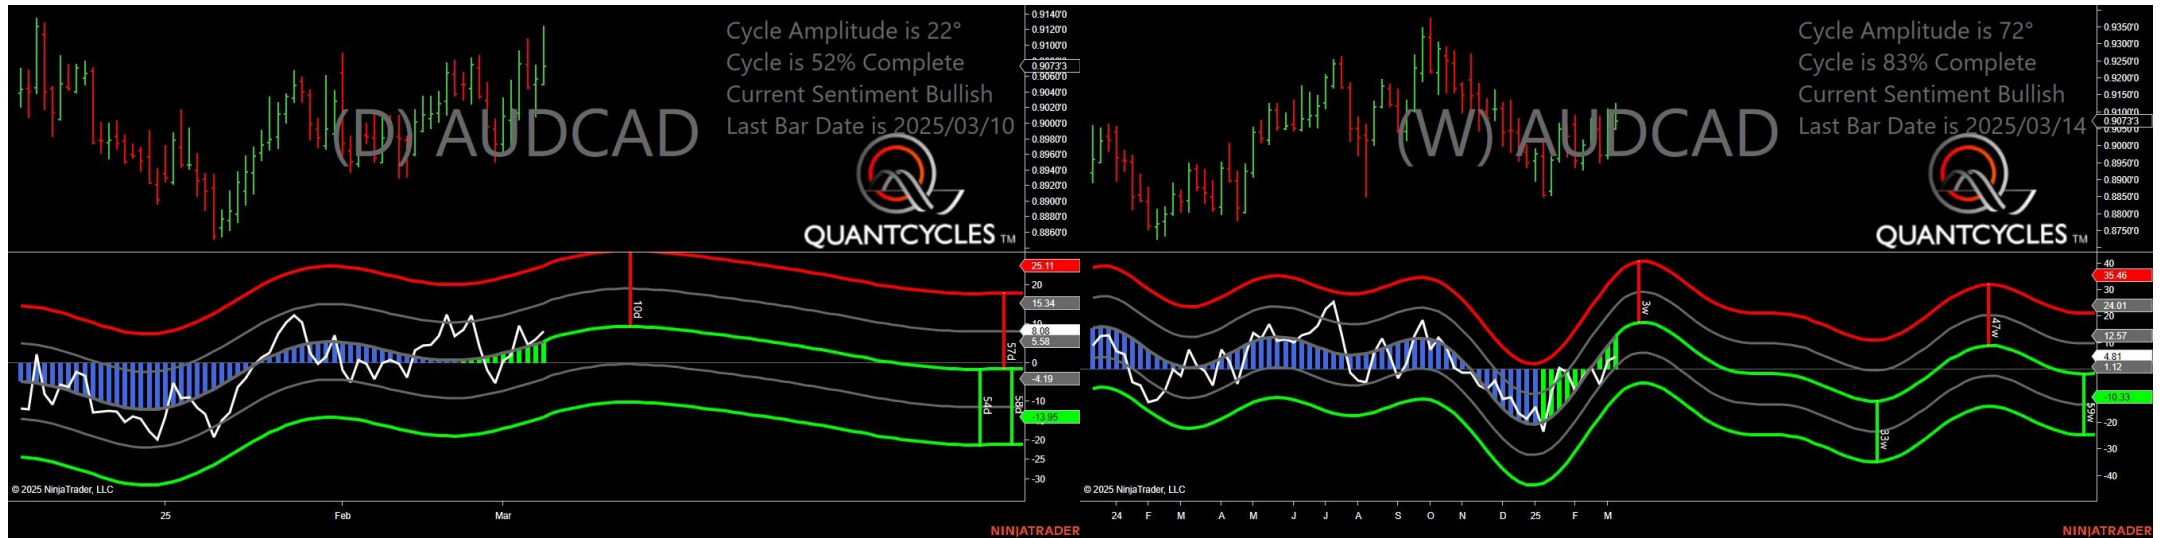 Cycle Amplitude is 22°
Cycle is 52% Complete
Current Sentiment Bullish
Last Bar Date is 2025/03/10
(D) AUDCAD
QUANTCYCLES TM
0.9140'0
0.9120'0
0.9100'0
0.9073'3
0.9060'0
0.9040'0
0.9020'0
0.9000'0
0.8980'0
0.8960'0
0.8940'0
0.8920'0
0.8900'0
0.8880'0
0.8860'0
25.11
20
15.34
10
8.08
5.58
0
-4.19
-10
-13.95
-20
-25
-30
10d
57d
54d
© 2025 NinjaTrader, LLC
25 Feb Mar
NINJATRADER
Cycle Amplitude is 72°
Cycle is 83% Complete
Current Sentiment Bullish
Last Bar Date is 2025/03/14
(W) AUDCAD
QUANTCYCLES TM
0.9350'0
0.9300'0
0.9250'0
0.9200'0
0.9150'0
0.9100'0
0.9073'3
0.9050'0
0.9000'0
0.8950'0
0.8900'0
0.8850'0
0.8800'0
0.8750'0
40
35.46
30
24.01
20
12.57
10
4.81
1.12
-10.33
-20
-30
-40
3w
47w
33w
59w
© 2025 NinjaTrader, LLC
24 F M A M J J A S O N D 25 F M
NINJATRADER